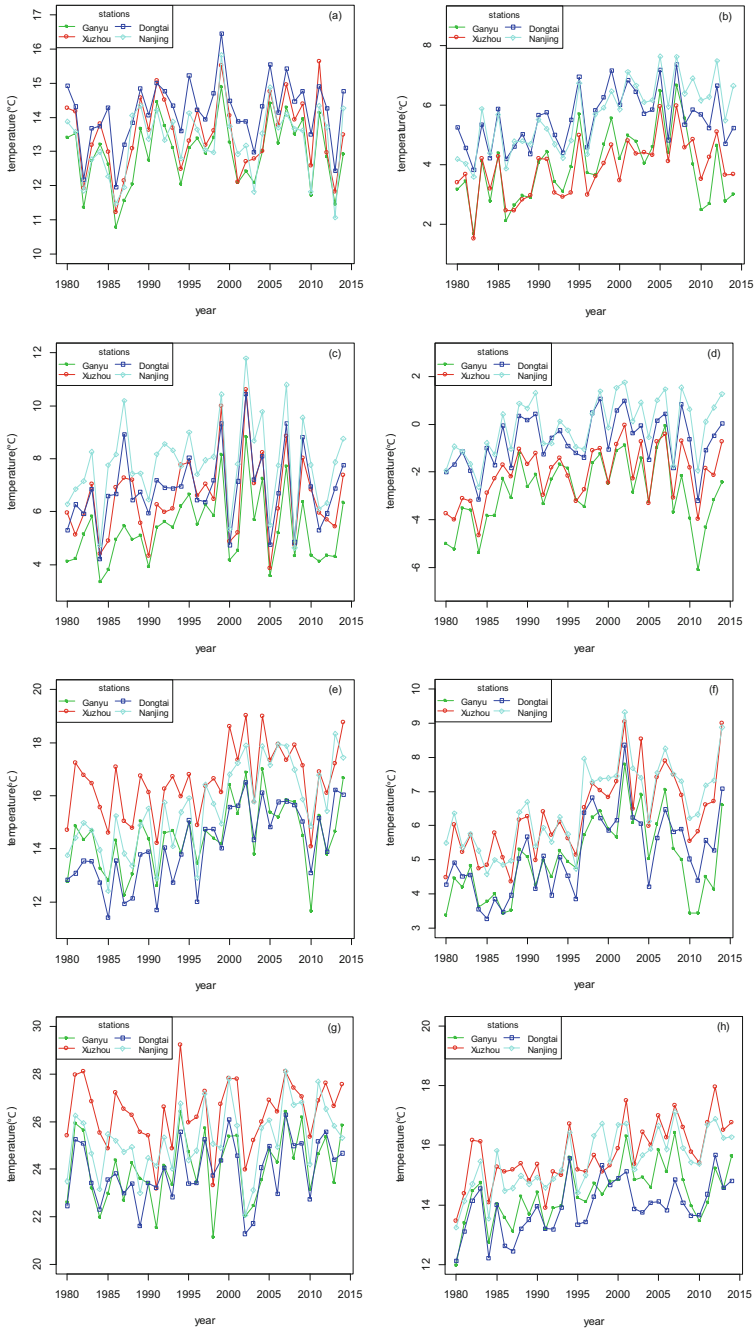 stations
Ganyu Dongtai
Xuzhou Nanjing
(a)
temperature(°C)
17
16
15
14
13
12
11
10
1980 1985 1990 1995 2000 2005 2010 2015
year
stations
Ganyu Dongtai
Xuzhou Nanjing
(b)
temperature(°C)
8
6
4
2
1980 1985 1990 1995 2000 2005 2010 2015
year
stations
Ganyu Dongtai
Xuzhou Nanjing
(c)
temperature(°C)
12
10
8
6
4
1980 1985 1990 1995 2000 2005 2010 2015
year
stations
Ganyu Dongtai
Xuzhou Nanjing
(d)
temperature(°C)
2
0
-2
-4
-6
1980 1985 1990 1995 2000 2005 2010 2015
year
stations
Ganyu Dongtai
Xuzhou Nanjing
(e)
temperature(°C)
20
18
16
14
12
1980 1985 1990 1995 2000 2005 2010 2015
year
stations
Ganyu Dongtai
Xuzhou Nanjing
(f)
temperature(°C)
10
9
8
7
6
5
4
3
1980 1985 1990 1995 2000 2005 2010 2015
year
stations
Ganyu Dongtai
Xuzhou Nanjing
(g)
temperature(°C)
30
28
26
24
22
20
1980 1985 1990 1995 2000 2005 2010 2015
year
stations
Ganyu Dongtai
Xuzhou Nanjing
(h)
temperature(°C)
20
18
16
14
12
1980 1985 1990 1995 2000 2005 2010 2015
year